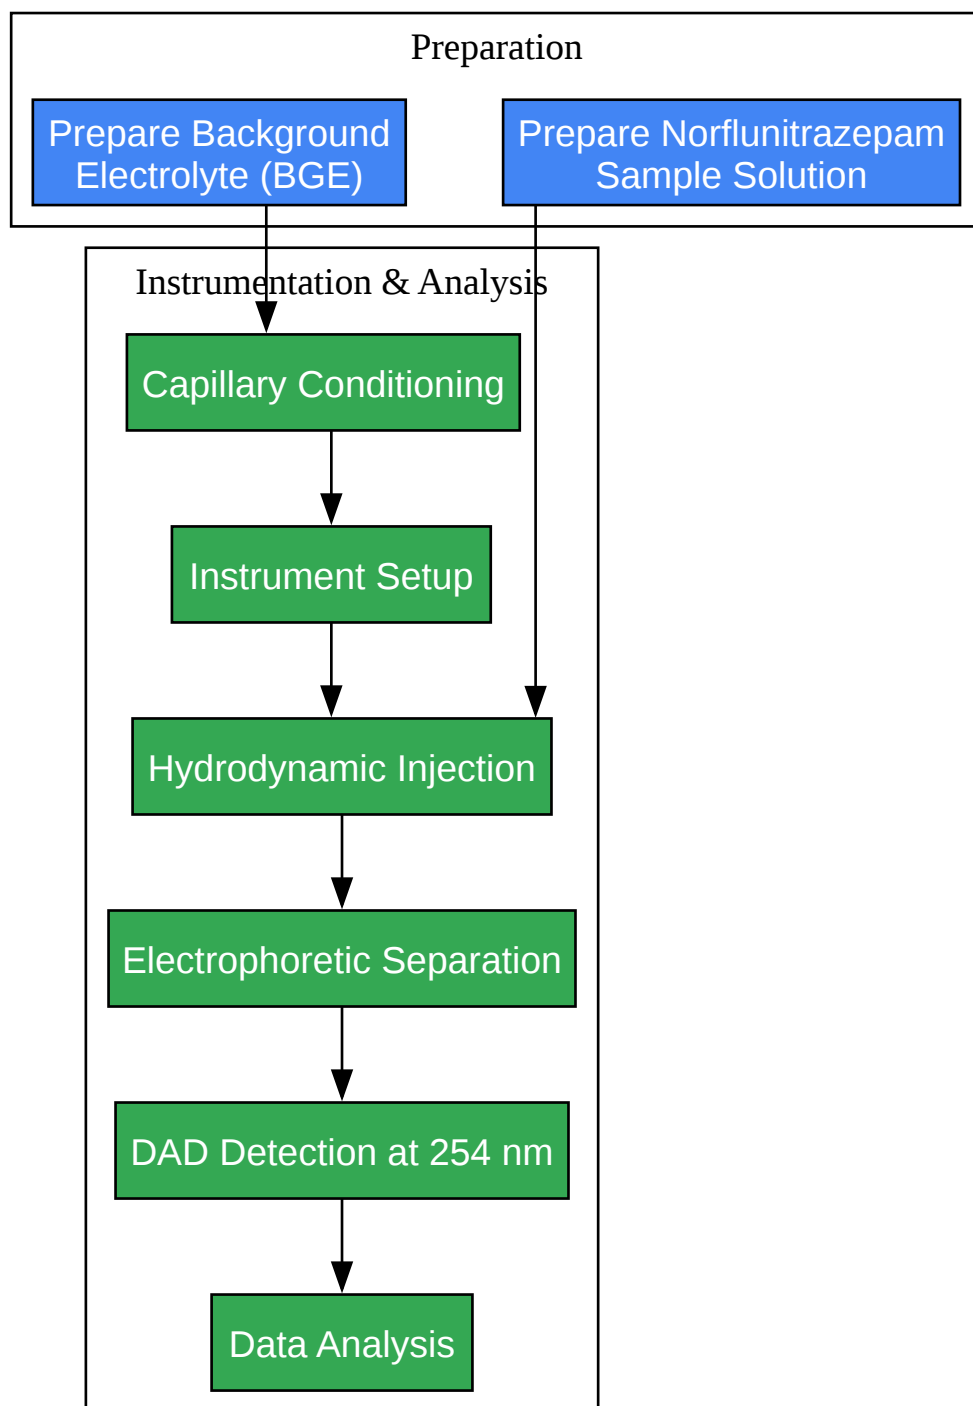 Preparation
Prepare Background
Electrolyte (BGE)
Prepare Norflunitrazepam
Sample Solution
Instrumentation & Analysis
Capillary Conditioning
Instrument Setup
Hydrodynamic Injection
Electrophoretic Separation
DAD Detection at 254 nm
Data Analysis